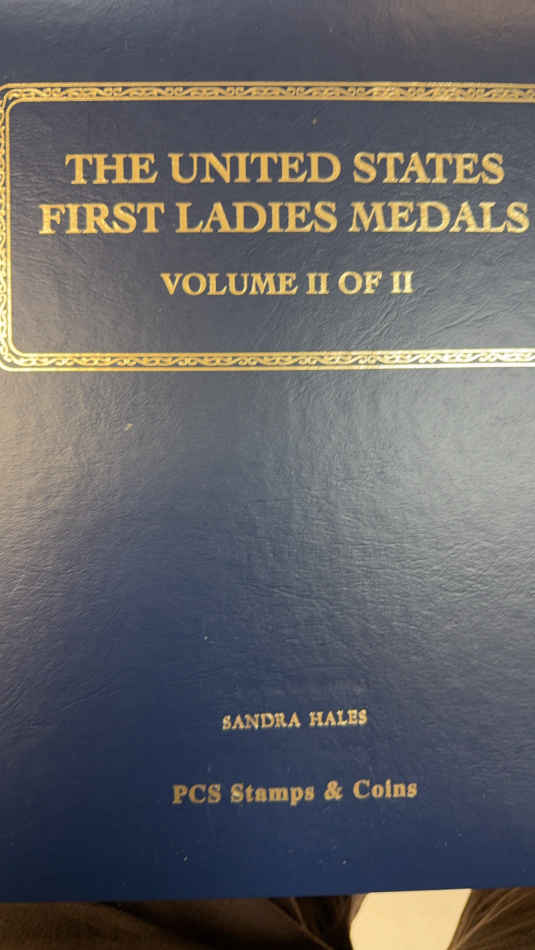 THE UNITED STATES
FIRST LADIES MEDALS
VOLUME II OF II
SANDRA HALES
PCS Stamps & Coins